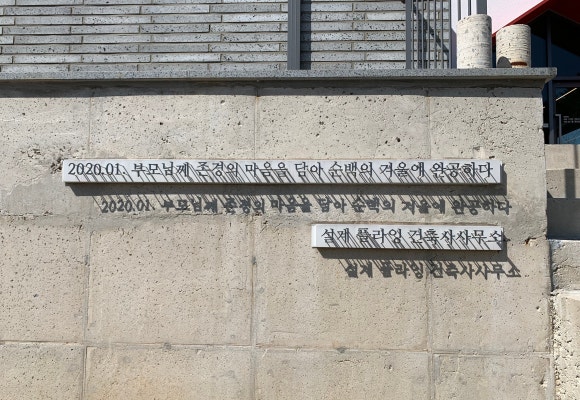 2020.01. 부모님께 존경의 마음을 담아 순백의 겨울에 완공하다
설계 플라잉 건축사사무소